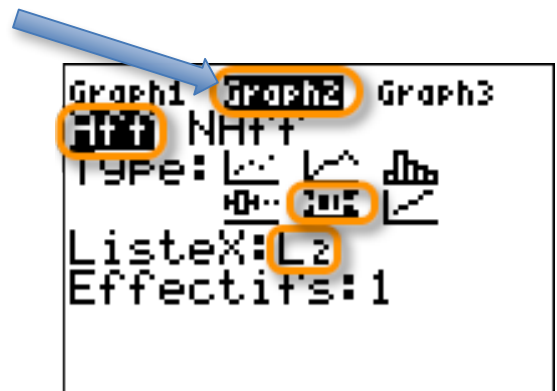 Graph1 Graph2 Graph3
Aff NAff
Type:
ListeX:L2
Effectifs:1